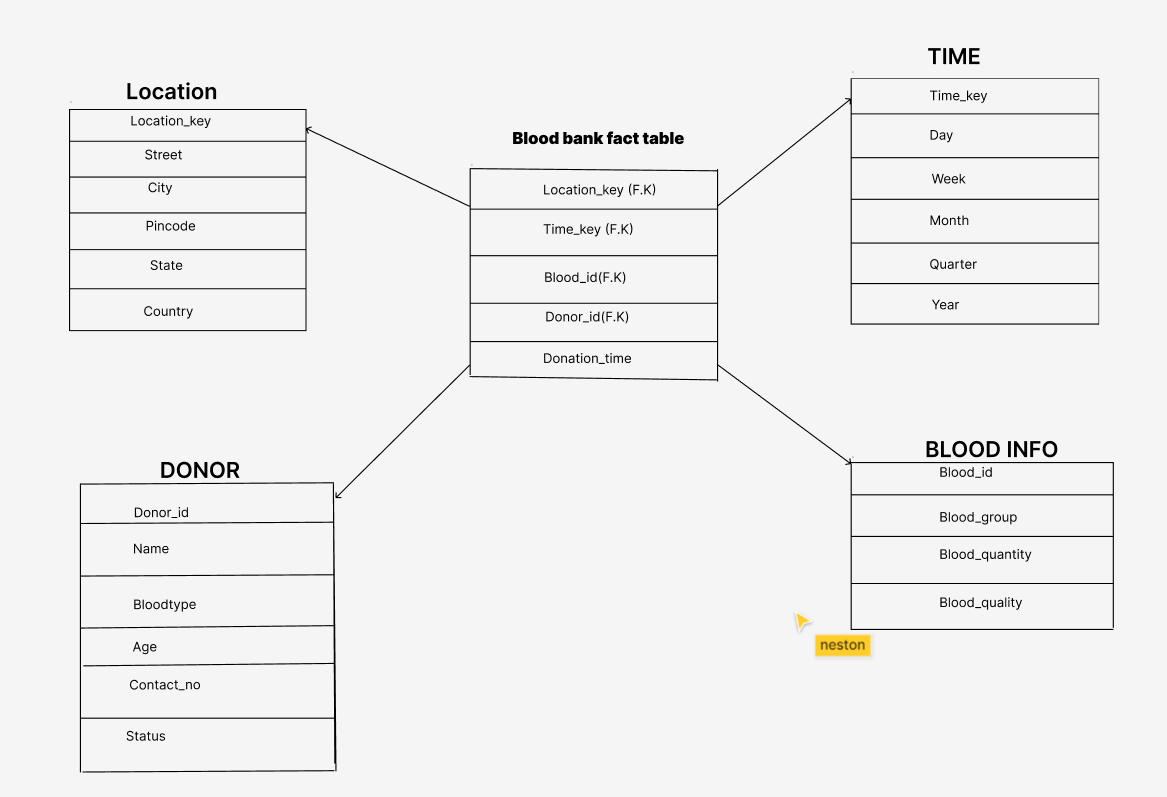 Location
Location_key
Street
City
Pincode
State
Country
Blood bank fact table
Location_key (F.K)
Time_key (F.K)
Blood_id(F.K)
Donor_id(F.K)
Donation_time
TIME
Time_key
Day
Week
Month
Quarter
Year
DONOR
Donor_id
Name
Bloodtype
Age
Contact_no
Status
BLOOD INFO
Blood_id
Blood_group
Blood_quantity
Blood_quality
neston